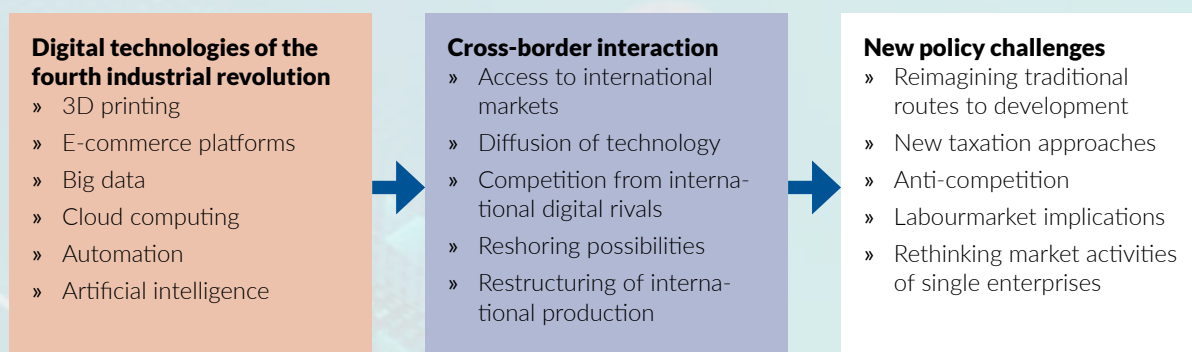 Digital technologies of the
fourth industrial revolution
» 3D printing
» E-commerce platforms
» Big data
» Cloud computing
» Automation
» Artificial intelligence
Cross-border interaction
» Access to international
markets
» Diffusion of technology
» Competition from interna-
tional digital rivals
» Reshoring possibilities
» Restructuring of interna-
tional production
New policy challenges
» Reimagining traditional
routes to development
» New taxation approaches
» Anti-competition
» Labourmarket implications
» Rethinking market activities
of single enterprises